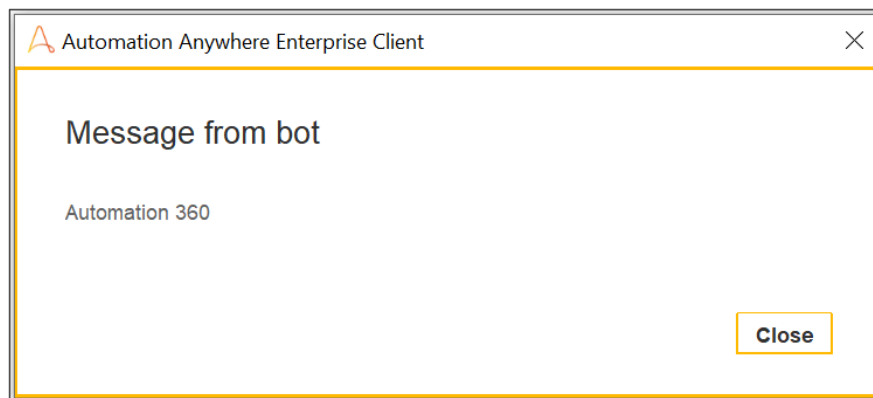 Automation Anywhere Enterprise Client
Message from bot
Automation 360
Close